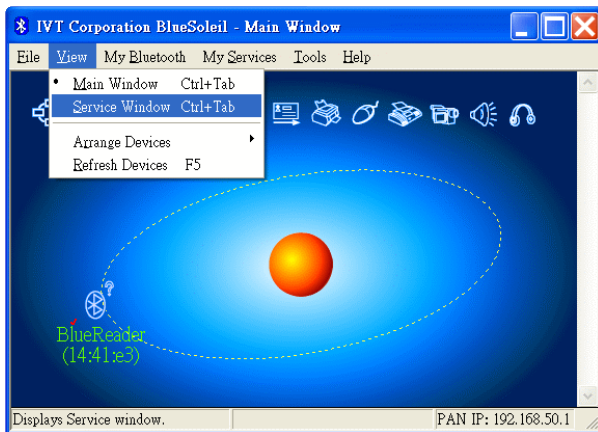 IVT Corporation BlueSoleil - Main Window
File View My Bluetooth My Services Tools Help
Main Window Ctrl+Tab
Service Window Ctrl+Tab
Arrange Devices
Refresh Devices F5
?
BlueReader
(14:41:e3)
Displays Service window. PAN IP: 192.168.50.1